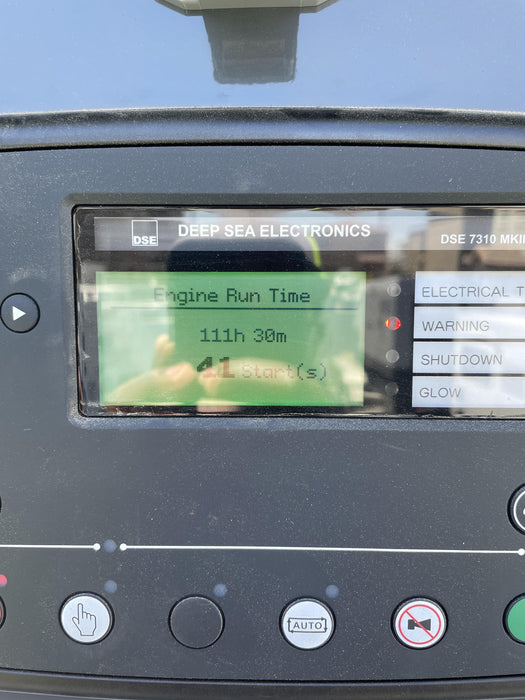 DSE
DEEP SEA ELECTRONICS
DSE 7310 MKII
Engine Run Time
111h 30m
41 Start(s)
ELECTRICAL T
WARNING
SHUTDOWN
GLOW
AUTO